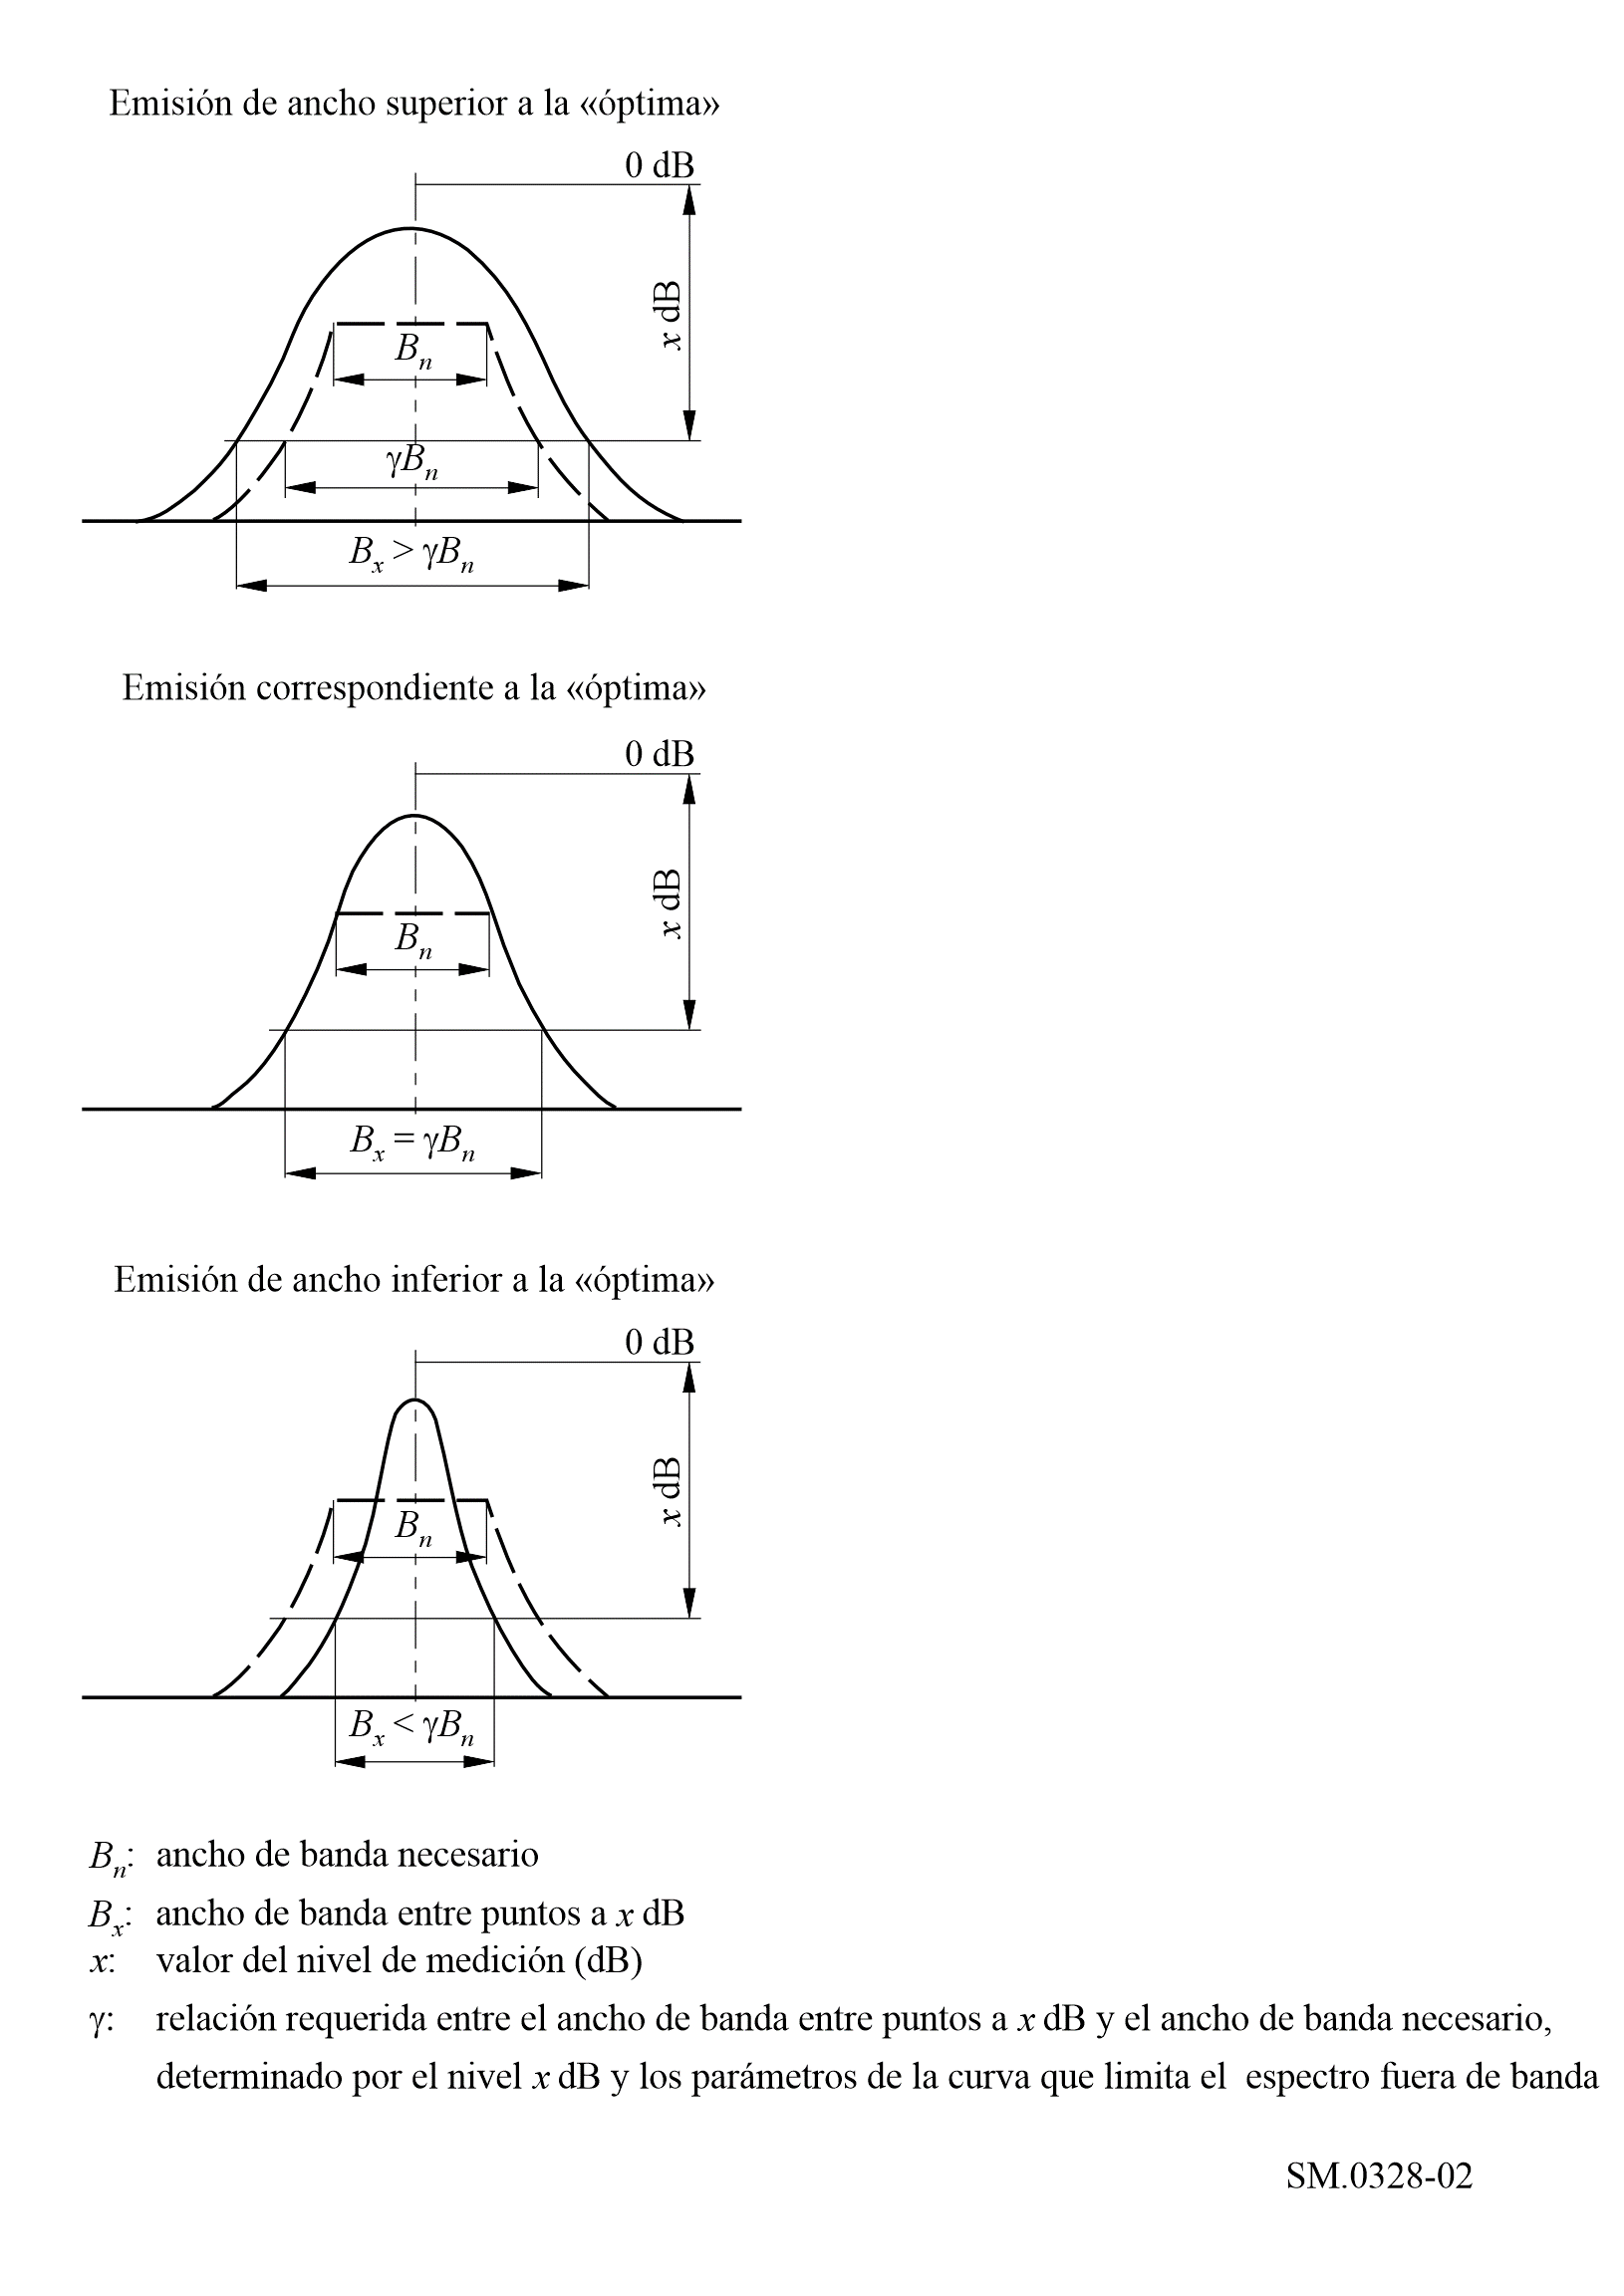 Emisión de ancho superior a la «óptima»
0 dB
x dB
Bn
γBn
Bx > γBn
Emisión correspondiente a la «óptima»
0 dB
x dB
Bn
Bx = γBn
Emisión de ancho inferior a la «óptima»
0 dB
x dB
Bn
Bx < γBn
Bn: ancho de banda necesario
Bx: ancho de banda entre puntos a x dB
x: valor del nivel de medición (dB)
γ: relación requerida entre el ancho de banda entre puntos a x dB y el ancho de banda necesario,
determinado por el nivel x dB y los parámetros de la curva que limita el espectro fuera de banda
SM.0328-02